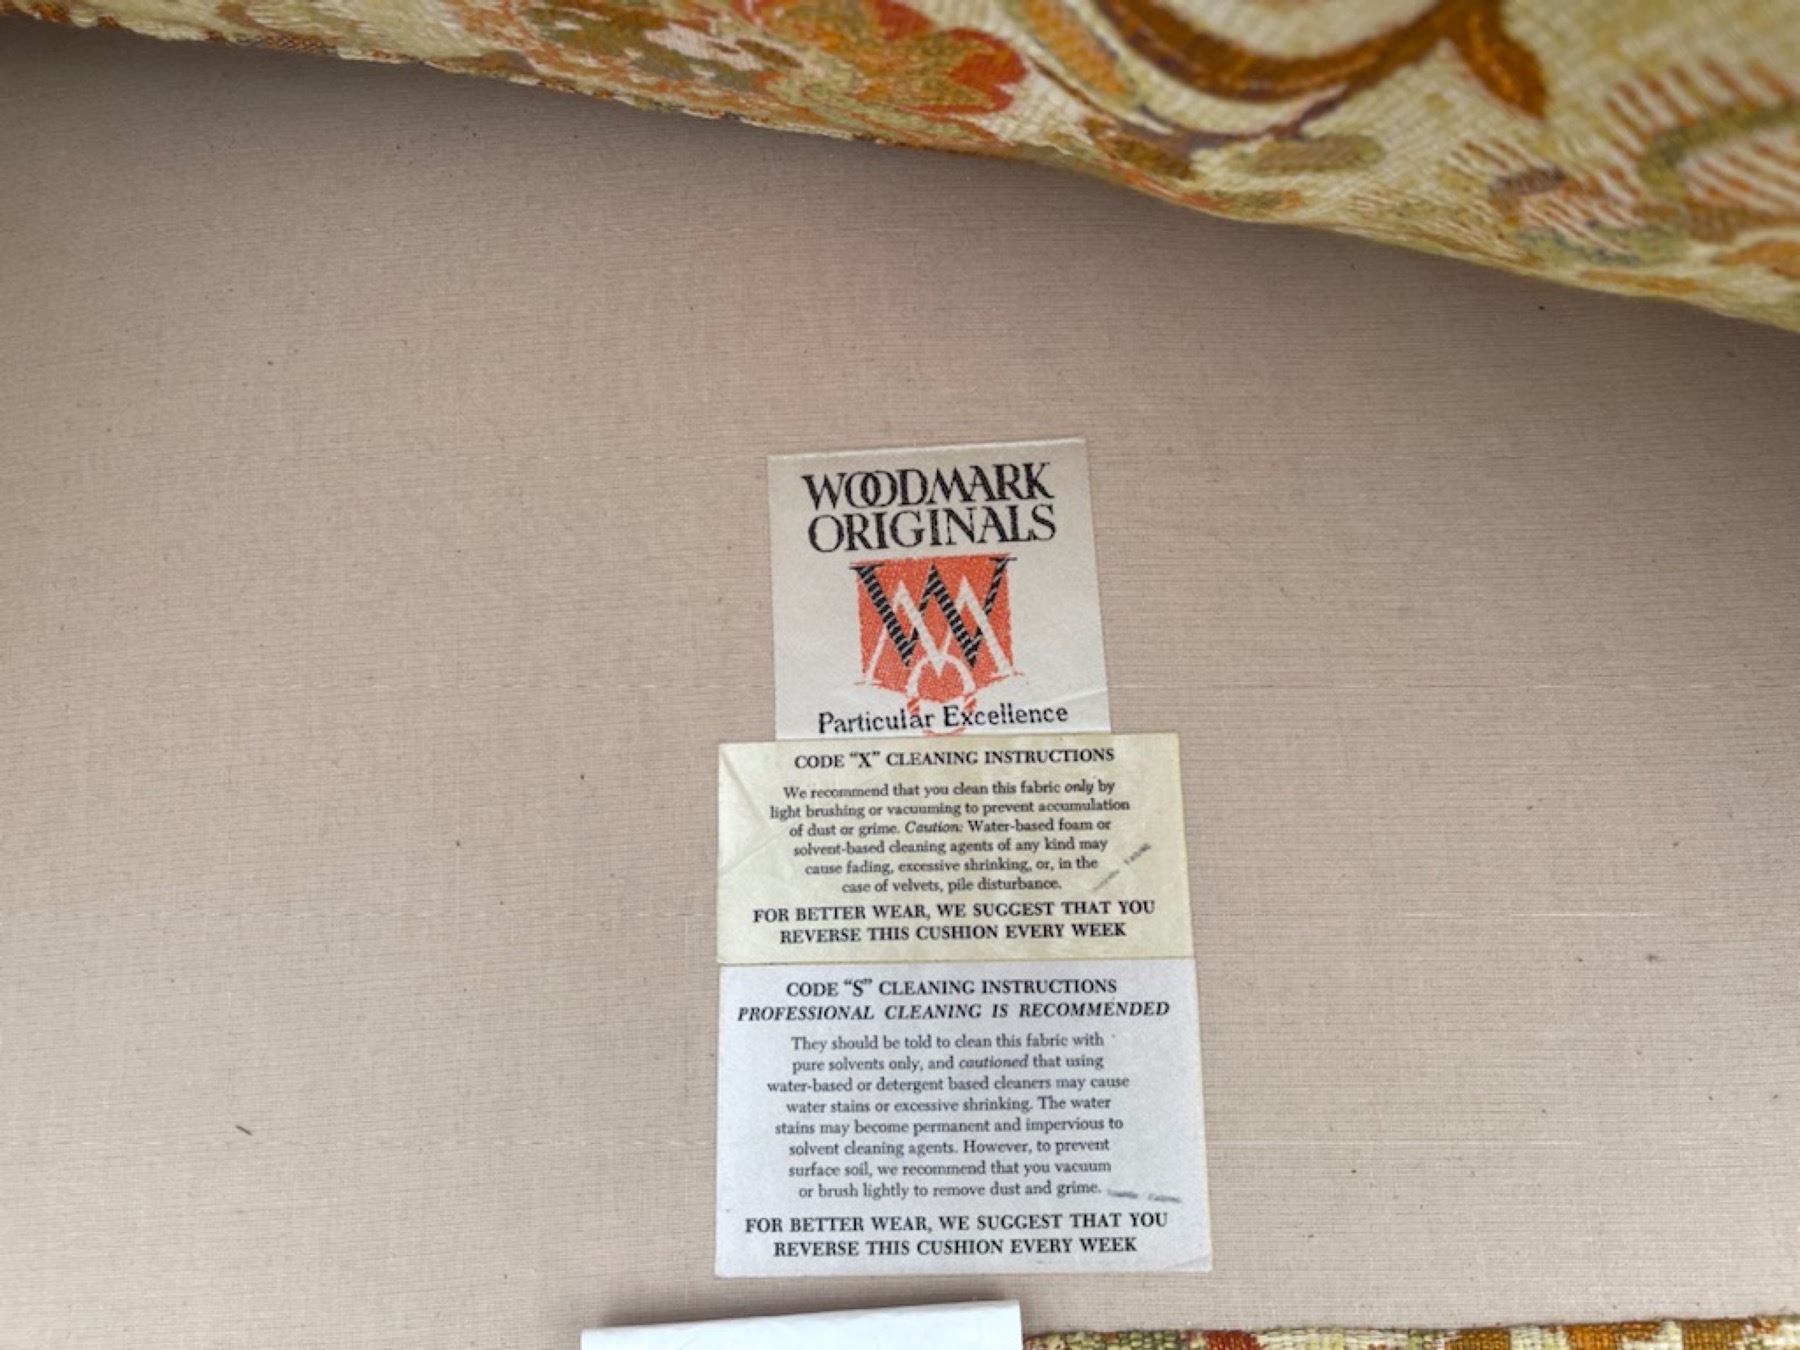 WOODMARK
ORIGINALS
WMO
Particular Excellence
CODE "X" CLEANING INSTRUCTIONS
We recommend that you clean this fabric only by
light brushing or vacuuming to prevent accumulation
of dust or grime. Caution: Water-based foam or
solvent-based cleaning agents of any kind may
cause fading, excessive shrinking, or, in the
case of velvets, pile disturbance.
FOR BETTER WEAR, WE SUGGEST THAT YOU
REVERSE THIS CUSHION EVERY WEEK
CODE "S" CLEANING INSTRUCTIONS
PROFESSIONAL CLEANING IS RECOMMENDED
They should be told to clean this fabric with
pure solvents only, and cautioned that using
water-based or detergent based cleaners may cause
water stains or excessive shrinking. The water
stains may become permanent and impervious to
solvent cleaning agents. However, to prevent
surface soil, we recommend that you vacuum
or brush lightly to remove dust and grime.
FOR BETTER WEAR, WE SUGGEST THAT YOU
REVERSE THIS CUSHION EVERY WEEK